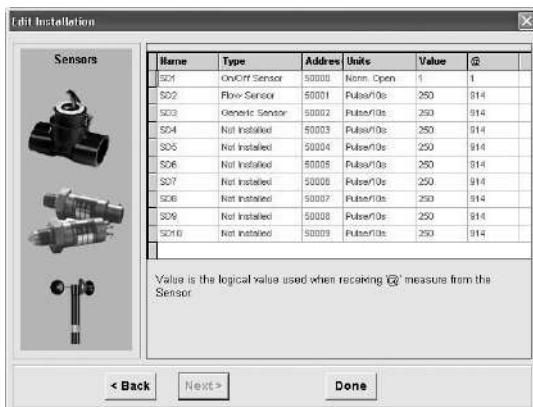 Edit Installation
Sensors
Name Type Addres Units Value @
SD1 On/Off Sensor 50000 Norm. Open 1 1
SD2 Flow Sensor 50001 Pulse/10s 250 914
SD3 Generic Sensor 50002 Pulse/10s 250 914
SD4 Not Installed 50003 Pulse/10s 250 914
SD5 Not Installed 50004 Pulse/10s 250 914
SD6 Not Installed 50005 Pulse/10s 250 914
SD7 Not Installed 50006 Pulse/10s 250 914
SD8 Not Installed 50007 Pulse/10s 250 914
SD9 Not Installed 50008 Pulse/10s 250 914
SD10 Not Installed 50009 Pulse/10s 250 914
Value is the logical value used when receiving '@' measure from the
Sensor
< Back Next > Done